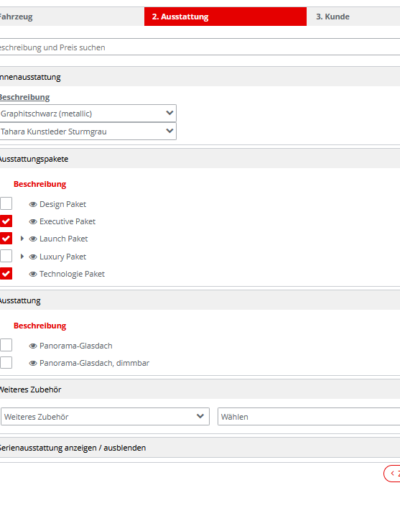 Fahrzeug
2. Ausstattung
3. Kunde
eschreibung und Preis suchen
nnenausstattung
Beschreibung
Graphitschwarz (metallic)
Tahara Kunstleder Sturmgrau
Ausstattungspakete
Beschreibung
Design Paket
Executive Paket
Launch Paket
Luxury Paket
Technologie Paket
Ausstattung
Beschreibung
Panorama-Glasdach
Panorama-Glasdach, dimmbar
Weiteres Zubehör
Weiteres Zubehör
Wählen
Serienausstattung anzeigen / ausblenden